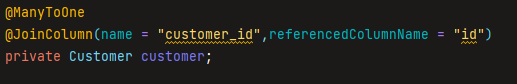 @ManyToOne
@JoinColumn(name = "customer_id",referencedColumnName = "id")
private Customer customer;